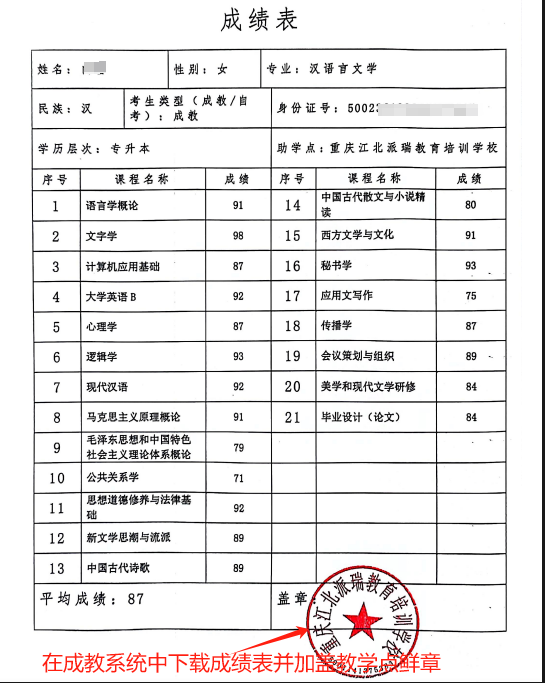 成绩表
姓名：
性别：女
专业：汉语言文学
民族：汉
考生类型（成教/自
考）：成教
身份证号：50023
学历层次：专升本
助学点：重庆江北派瑞教育培训学校
序号 课程名称 成绩 序号 课程名称 成绩
1 语言学概论 91 14 中国古代散文与小说精
读 80
2 文字学 98 15 西方文学与文化 91
3 计算机应用基础 87 16 秘书学 93
4 大学英语B 92 17 应用文写作 75
5 心理学 87 18 传播学 87
6 逻辑学 93 19 会议策划与组织 89
7 现代汉语 92 20 美学和现代文学研修 84
8 马克思主义原理概论 91 21 毕业设计（论文） 84
9 毛泽东思想和中国特色
社会主义理论体系概论 79
10 公共关系学 71
11 思想道德修养与法律基
础 92
12 新文学思潮与流派 89
13 中国古代诗歌 89
平均成绩：87
盖章：
重庆江北派瑞教育培训学校
在成教系统中下载成绩表并加盖教学点鲜章